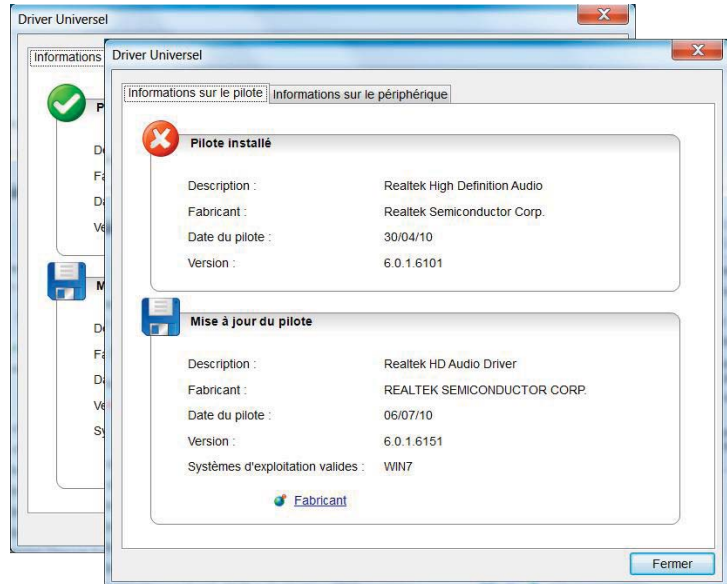 Driver Universel
Informations
Driver Universel
Informations sur le pilote Informations sur le périphérique
Pilote installé
Description : Realtek High Definition Audio
Fabricant : Realtek Semiconductor Corp.
Date du pilote : 30/04/10
Version : 6.0.1.6101
Mise à jour du pilote
Description : Realtek HD Audio Driver
Fabricant : REALTEK SEMICONDUCTOR CORP.
Date du pilote : 06/07/10
Version : 6.0.1.6151
Systèmes d'exploitation valides : WIN7
Fabricant
Fermer